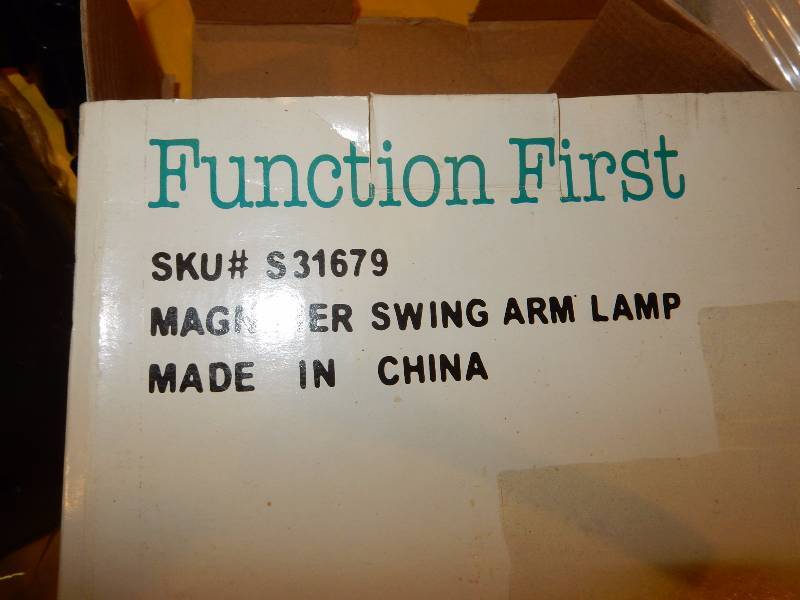 Function First
SKU# S31679
SWING ARM LAMP
MADE IN CHINA